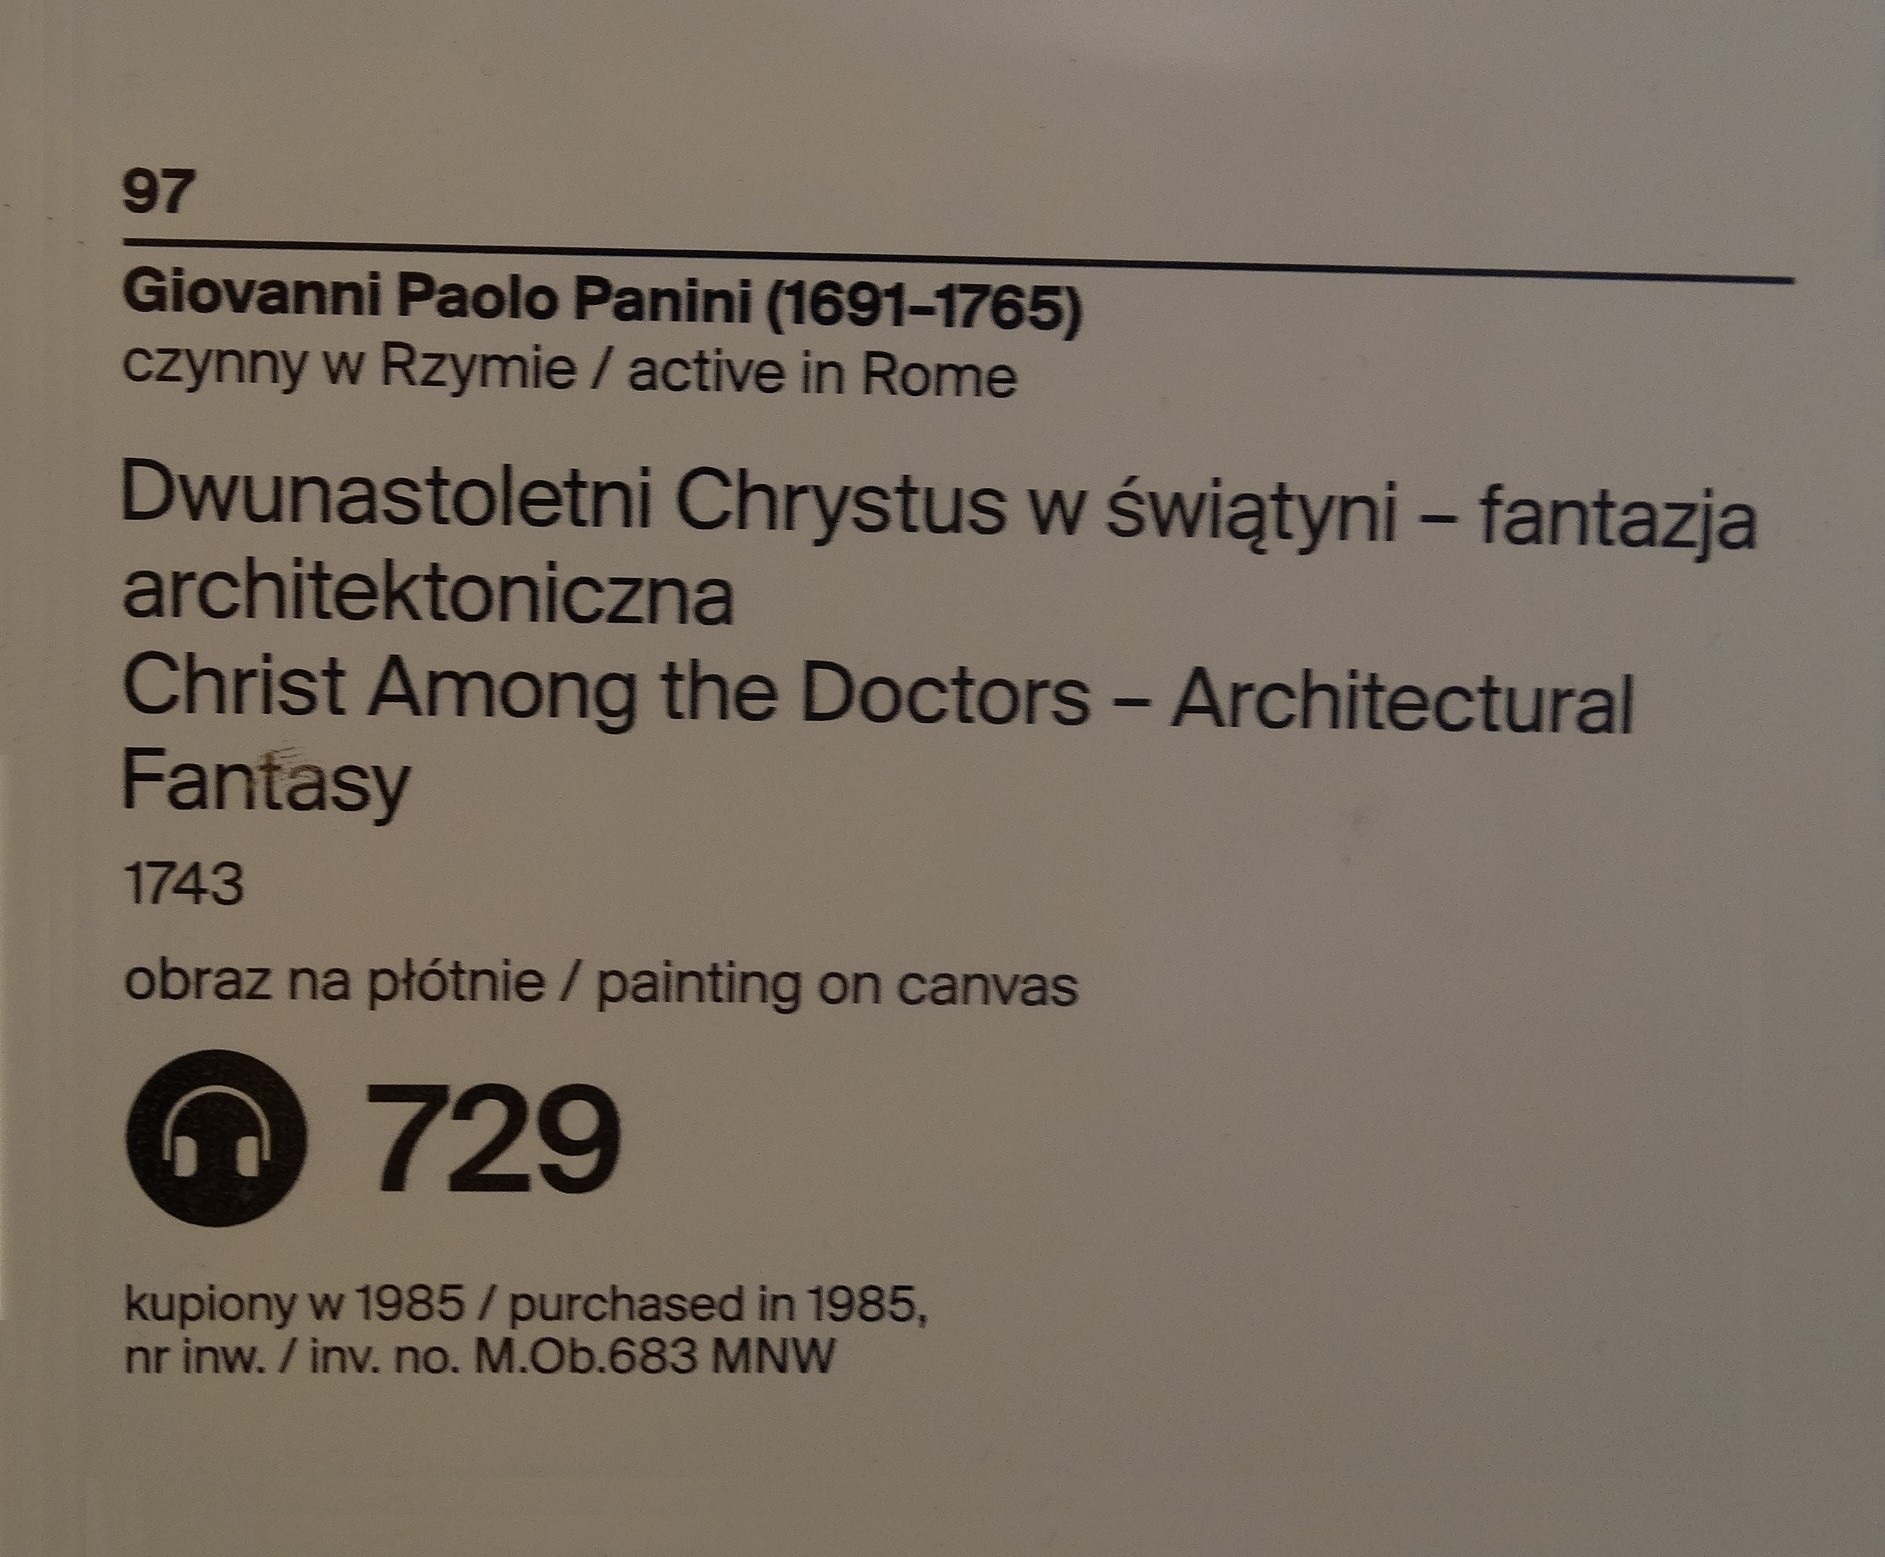 97
Giovanni Paolo Panini (1691–1765)
czynny w Rzymie / active in Rome
Dwunastoletni Chrystus w świątyni – fantazja
architektoniczna
Christ Among the Doctors – Architectural
Fantasy
1743
obraz na płótnie / painting on canvas
729
kupiony w 1985 / purchased in 1985,
nr inw. / inv. no. M.Ob.683 MNW